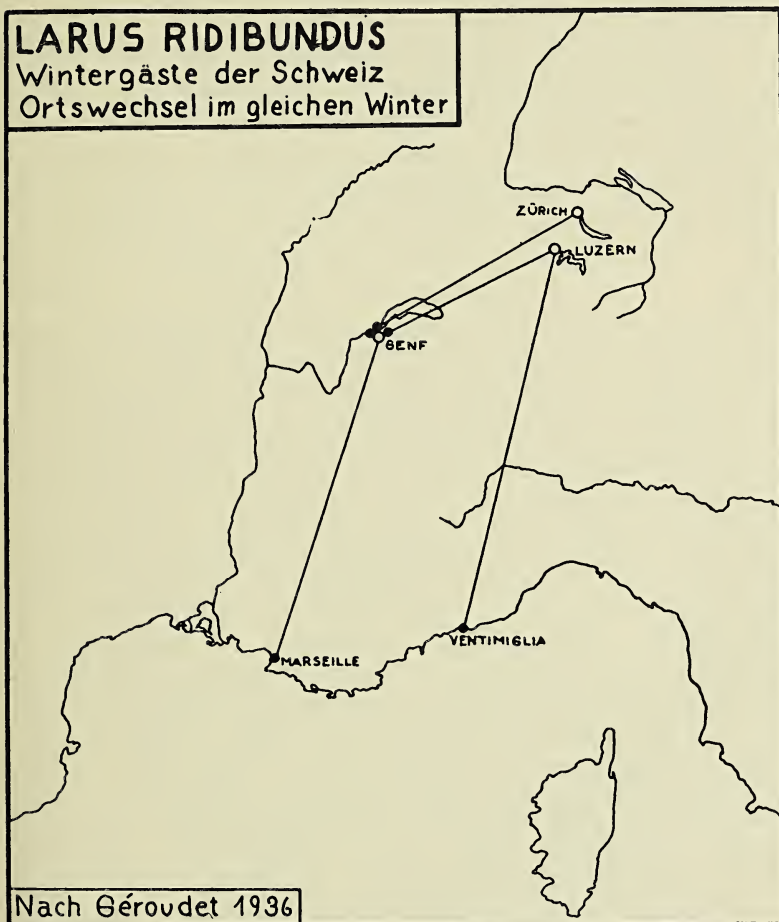 LARUS RIDIBUNDUS
Wintergäste der Schweiz
Ortswechsel im gleichen Winter
ZÜRICH
LUZERN
GENF
MARSEILLE
VENTIMIGLIA
Nach Géroudet 1936